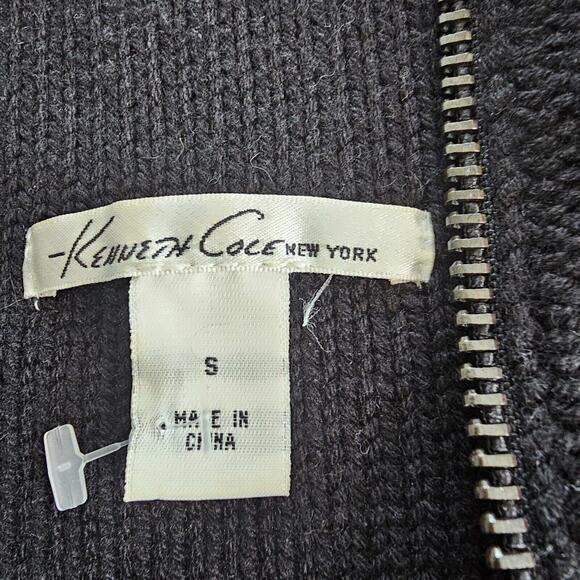 -KENNETH COLE NEW YORK
S
MADE IN
CHINA